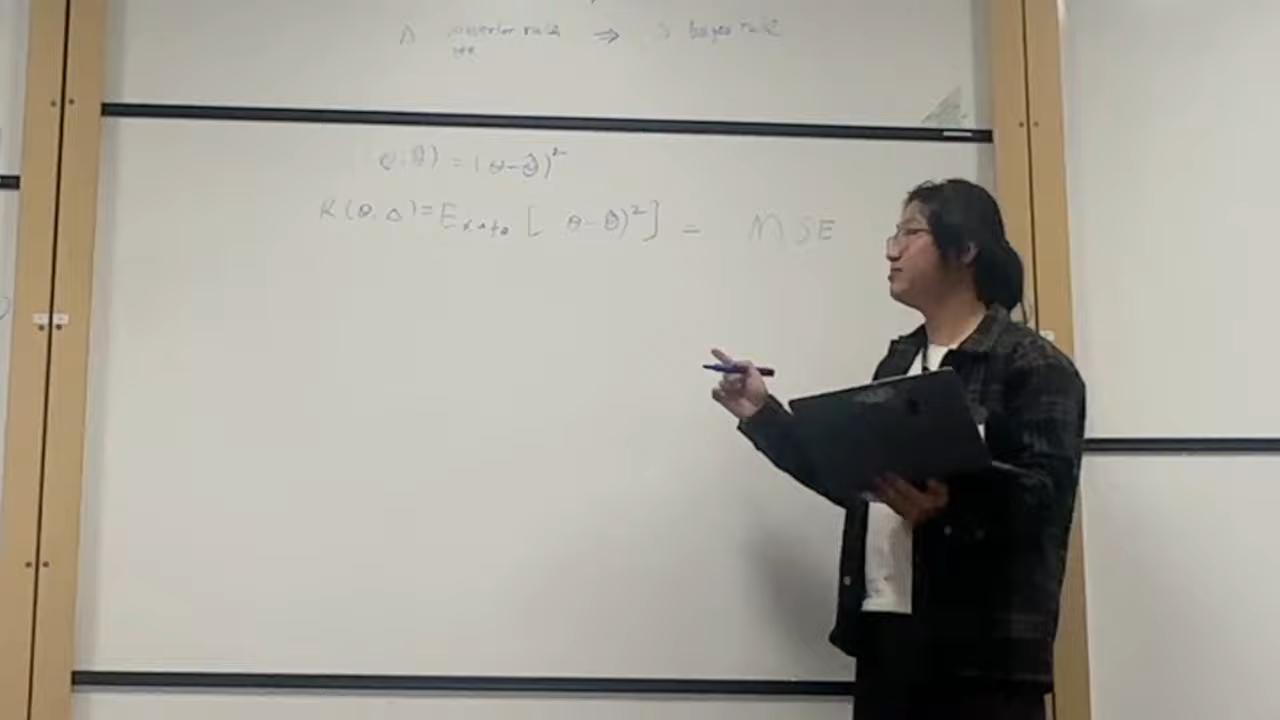 Δ posterior rule ⇒ bayes rule
θ, θ̂) = (θ-θ̂)²
R(θ, Δ) = E [ θ-θ̂)²] = MSE